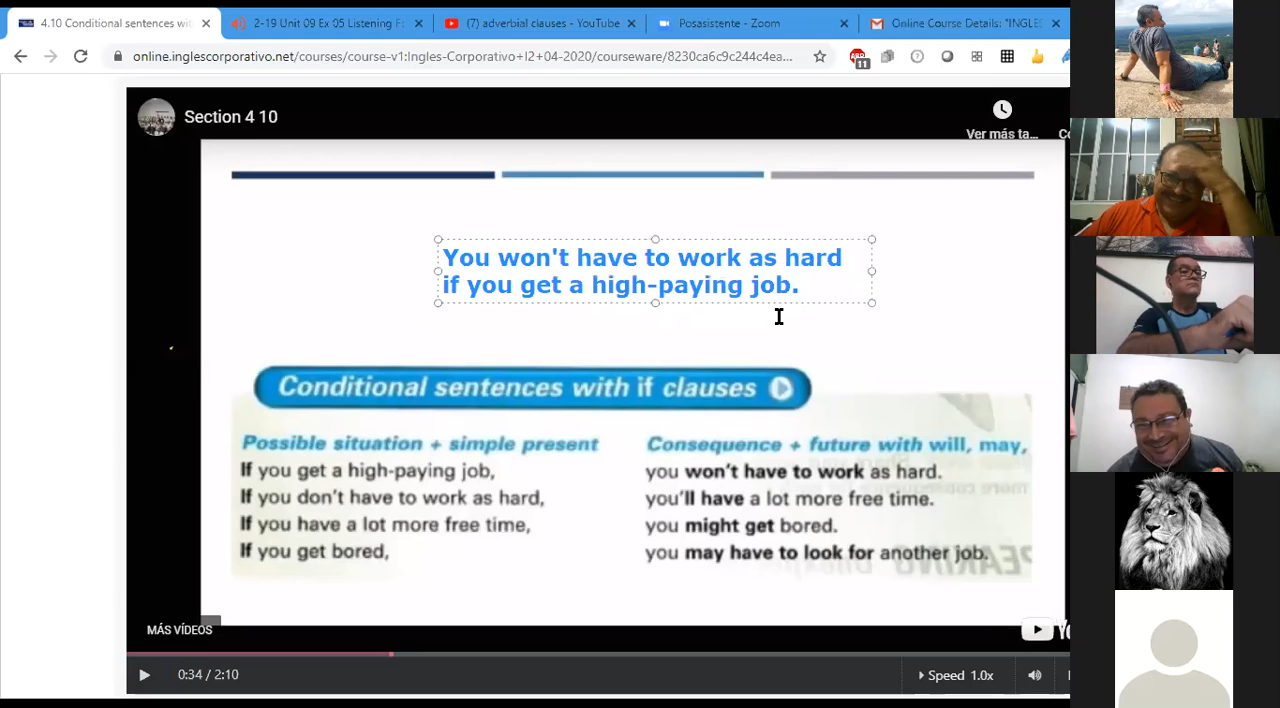 4.10 Conditional sentences wit
2-19 Unit 09 Ex 05 Listening F
(7) adverbial clauses - YouTube
Posasistente - Zoom
Online Course Details: "INGLE
online.inglescorporativo.net/courses/course-v1:Ingles-Corporativo+I2+04-2020/courseware/8230ca6c9c244c4ea...
11
Section 4 10
Ver más ta...
You won't have to work as hard
if you get a high-paying job.
Conditional sentences with if clauses
Possible situation + simple present
Consequence + future with will, may,
If you get a high-paying job,
you won't have to work as hard.
If you don't have to work as hard,
you'll have a lot more free time.
If you have a lot more free time,
you might get bored.
If you get bored,
you may have to look for another job.
MÁS VÍDEOS
0:34 / 2:10
Speed 1.0x